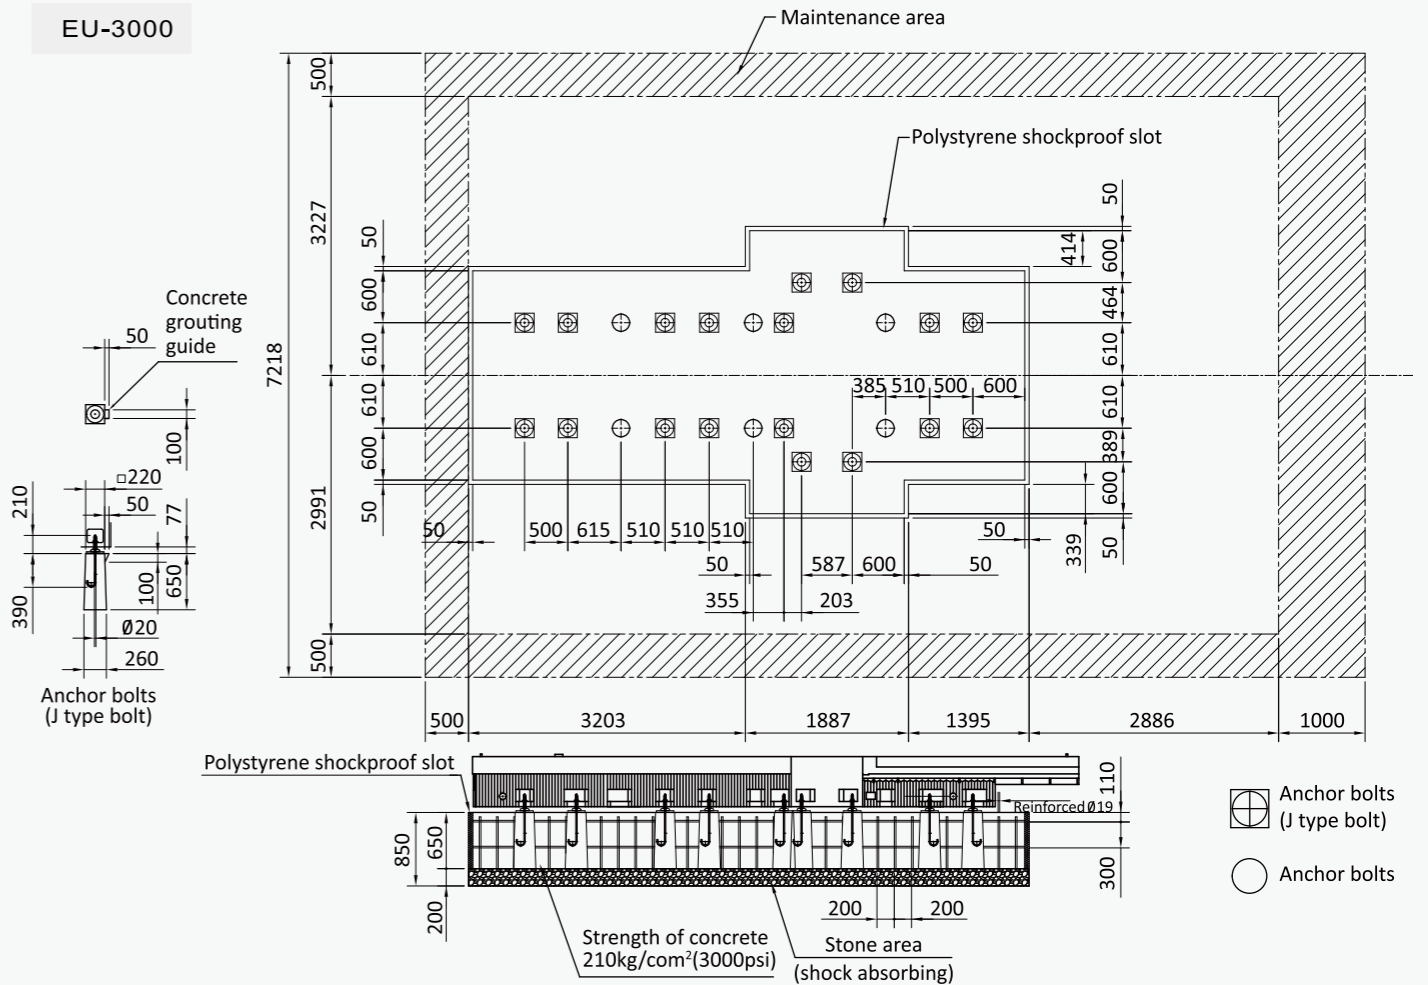 EU-3000
Maintenance area
Polystyrene shockproof slot
500
3227
7218
2991
500
50
600
610
610
600
50
50
414
600
464
610
610
389
600
50
339
385 510 500 600
50
500 615 510 510 510
50
50 587 600 50
355 203
500 3203 1887 1395 2886 1000
Concrete
grouting
guide
50
100
□220
50
77
210
390
100
650
Ø20
260
Anchor bolts
(J type bolt)
Polystyrene shockproof slot
110
Reinforced Ø19
850
650
300
200
200 200
Strength of concrete
210kg/com²(3000psi)
Stone area
(shock absorbing)
Anchor bolts
(J type bolt)
Anchor bolts